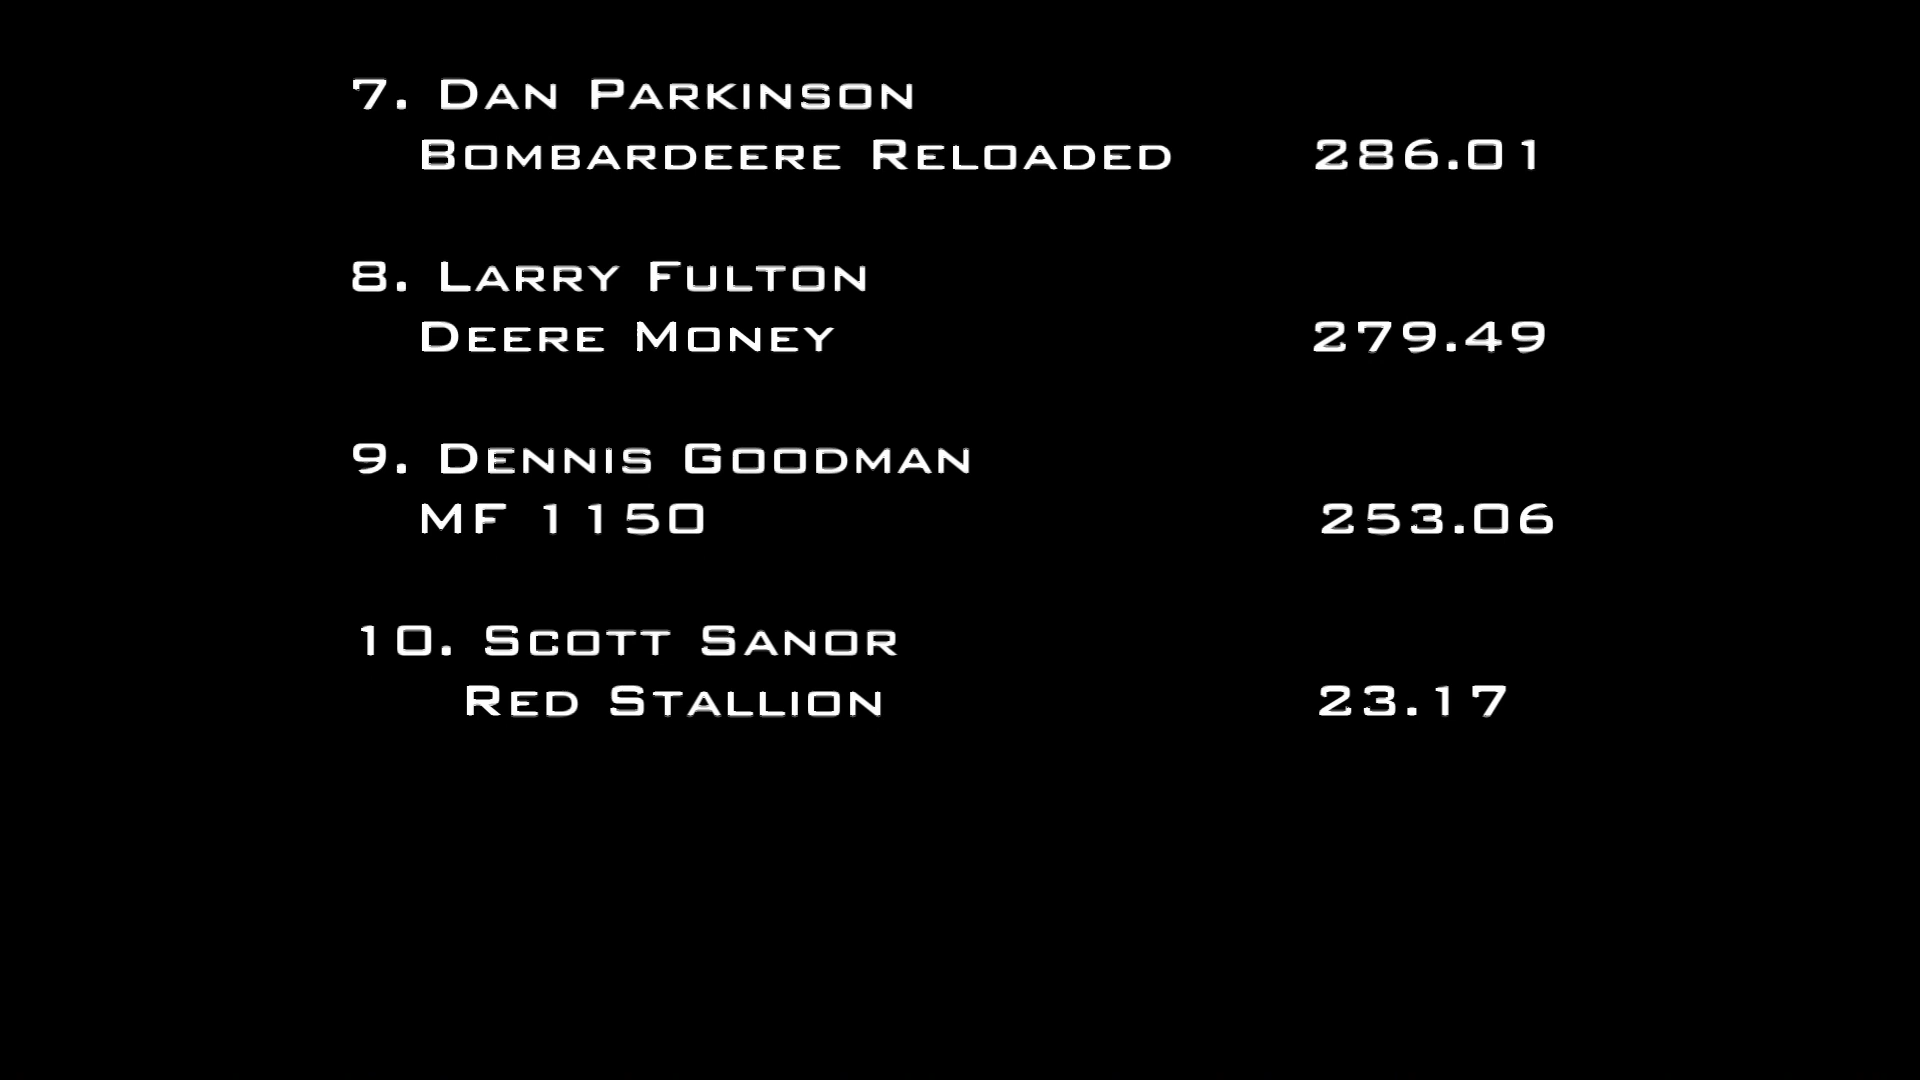 7. Dan Parkinson
Bombardeere Reloaded 286.01
8. Larry Fulton
Deere Money 279.49
9. Dennis Goodman
MF 1150 253.06
10. Scott Sanor
Red Stallion 23.17